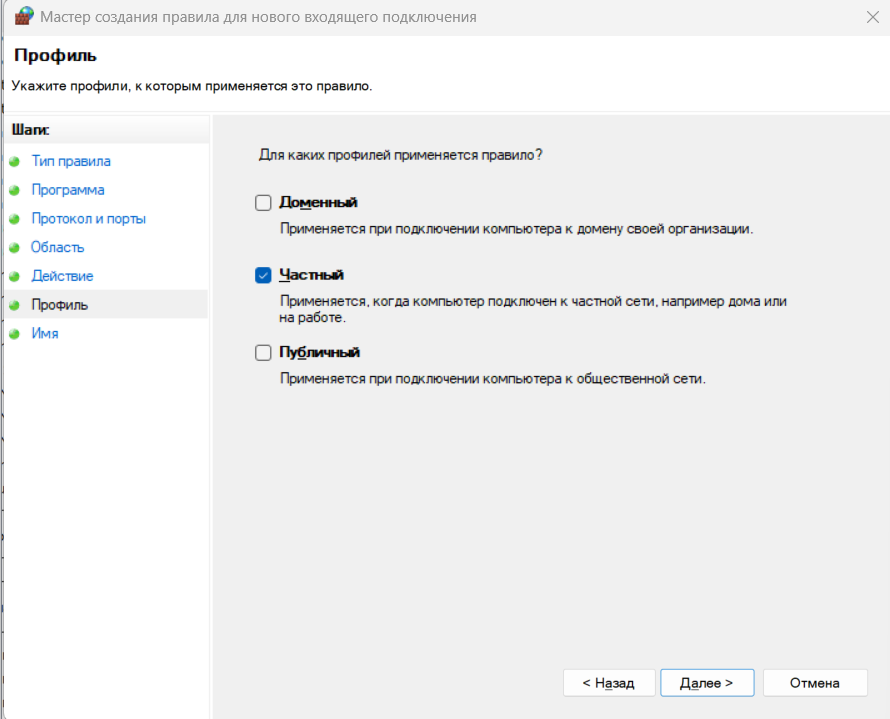 Мастер создания правила для нового входящего подключения
Профиль
Укажите профили, к которым применяется это правило.
Шаги:
Тип правила
Программа
Протокол и порты
Область
Действие
Профиль
Имя
Для каких профилей применяется правило?
Доменный
Применяется при подключении компьютера к домену своей организации.
Частный
Применяется, когда компьютер подключен к частной сети, например дома или
на работе.
Публичный
Применяется при подключении компьютера к общественной сети.
< Назад
Далее >
Отмена